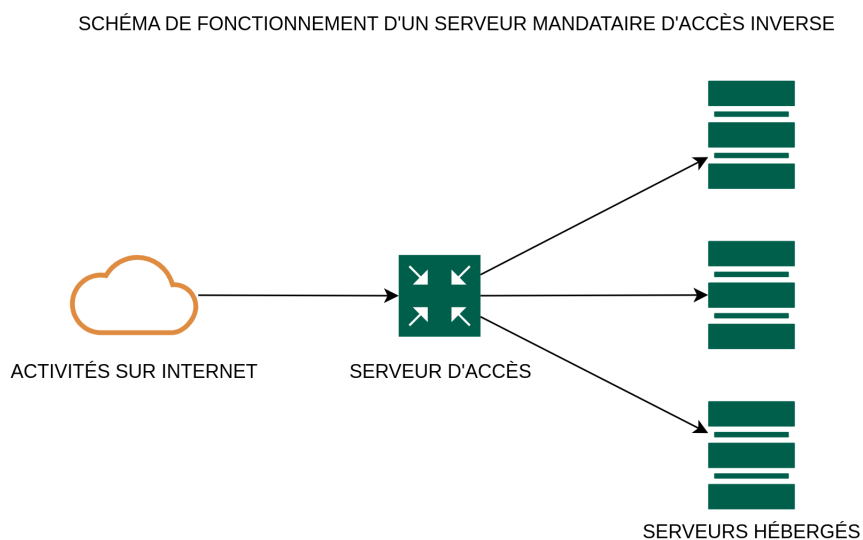 SCHÉMA DE FONCTIONNEMENT D'UN SERVEUR MANDATAIRE D'ACCÈS INVERSE
ACTIVITÉS SUR INTERNET
SERVEUR D'ACCÈS
SERVEURS HÉBERGÉS